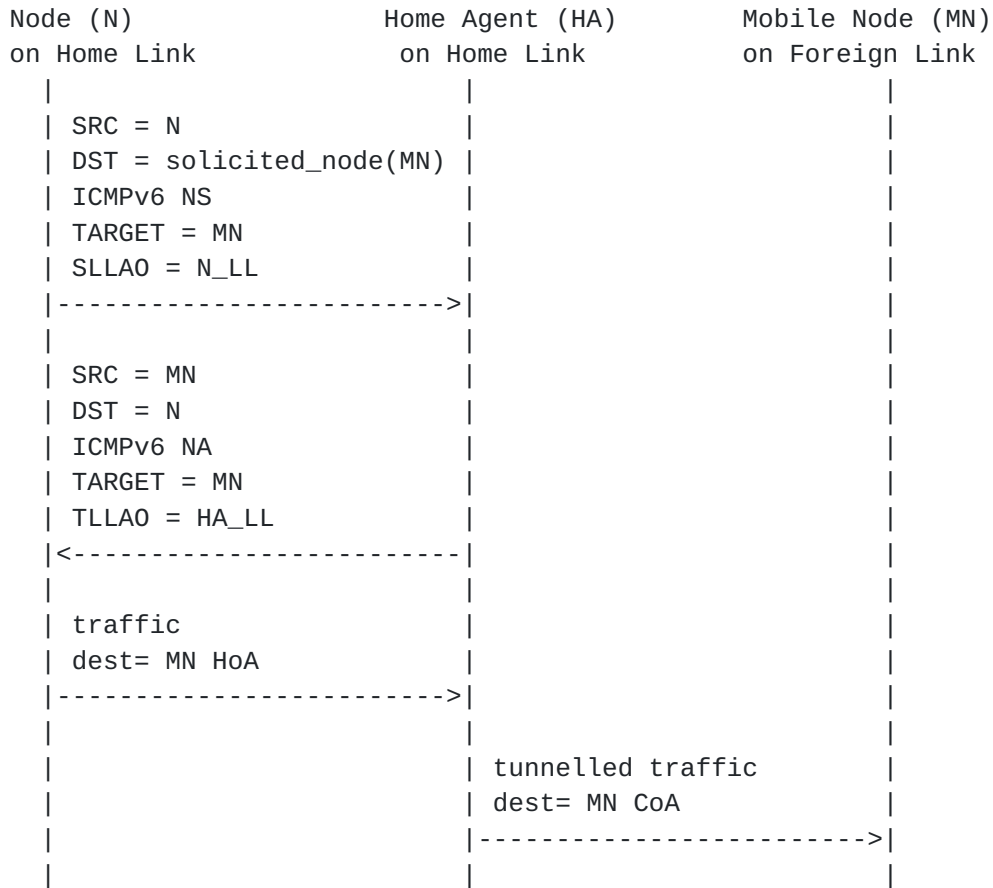 Node (N) Home Agent (HA) Mobile Node (MN)
on Home Link on Home Link on Foreign Link
SRC = N
DST = solicited_node(MN)
ICMPv6 NS
TARGET = MN
SLLAO = N_LL
SRC = MN
DST = N
ICMPv6 NA
TARGET = MN
TLLAO = HA_LL
traffic
dest= MN HoA
tunnelled traffic
dest= MN CoA